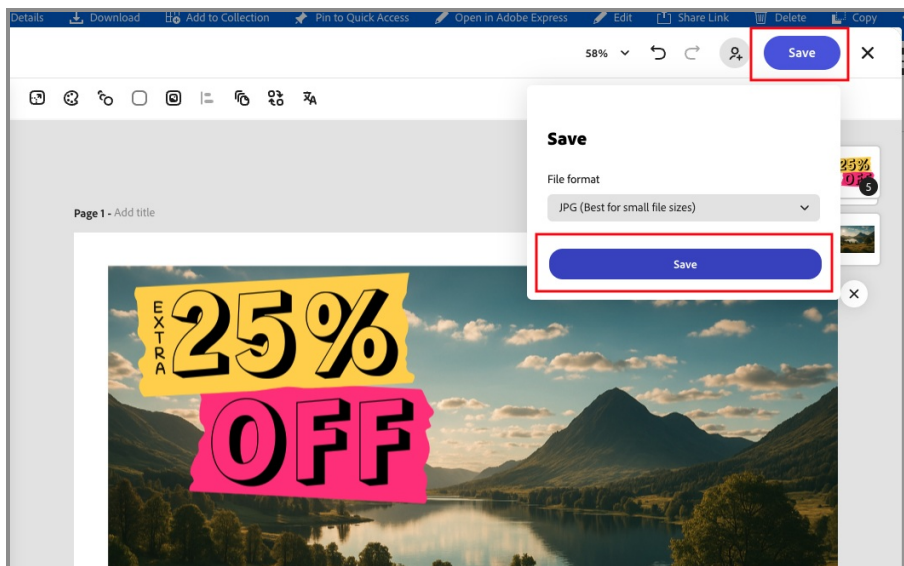 Details Download Add to Collection Pin to Quick Access Open in Adobe Express Edit Share Link Delete Copy
58% Save
Save
File format
JPG (Best for small file sizes)
Save
Page 1 - Add title
EXTRA
25%
OFF
25%
5